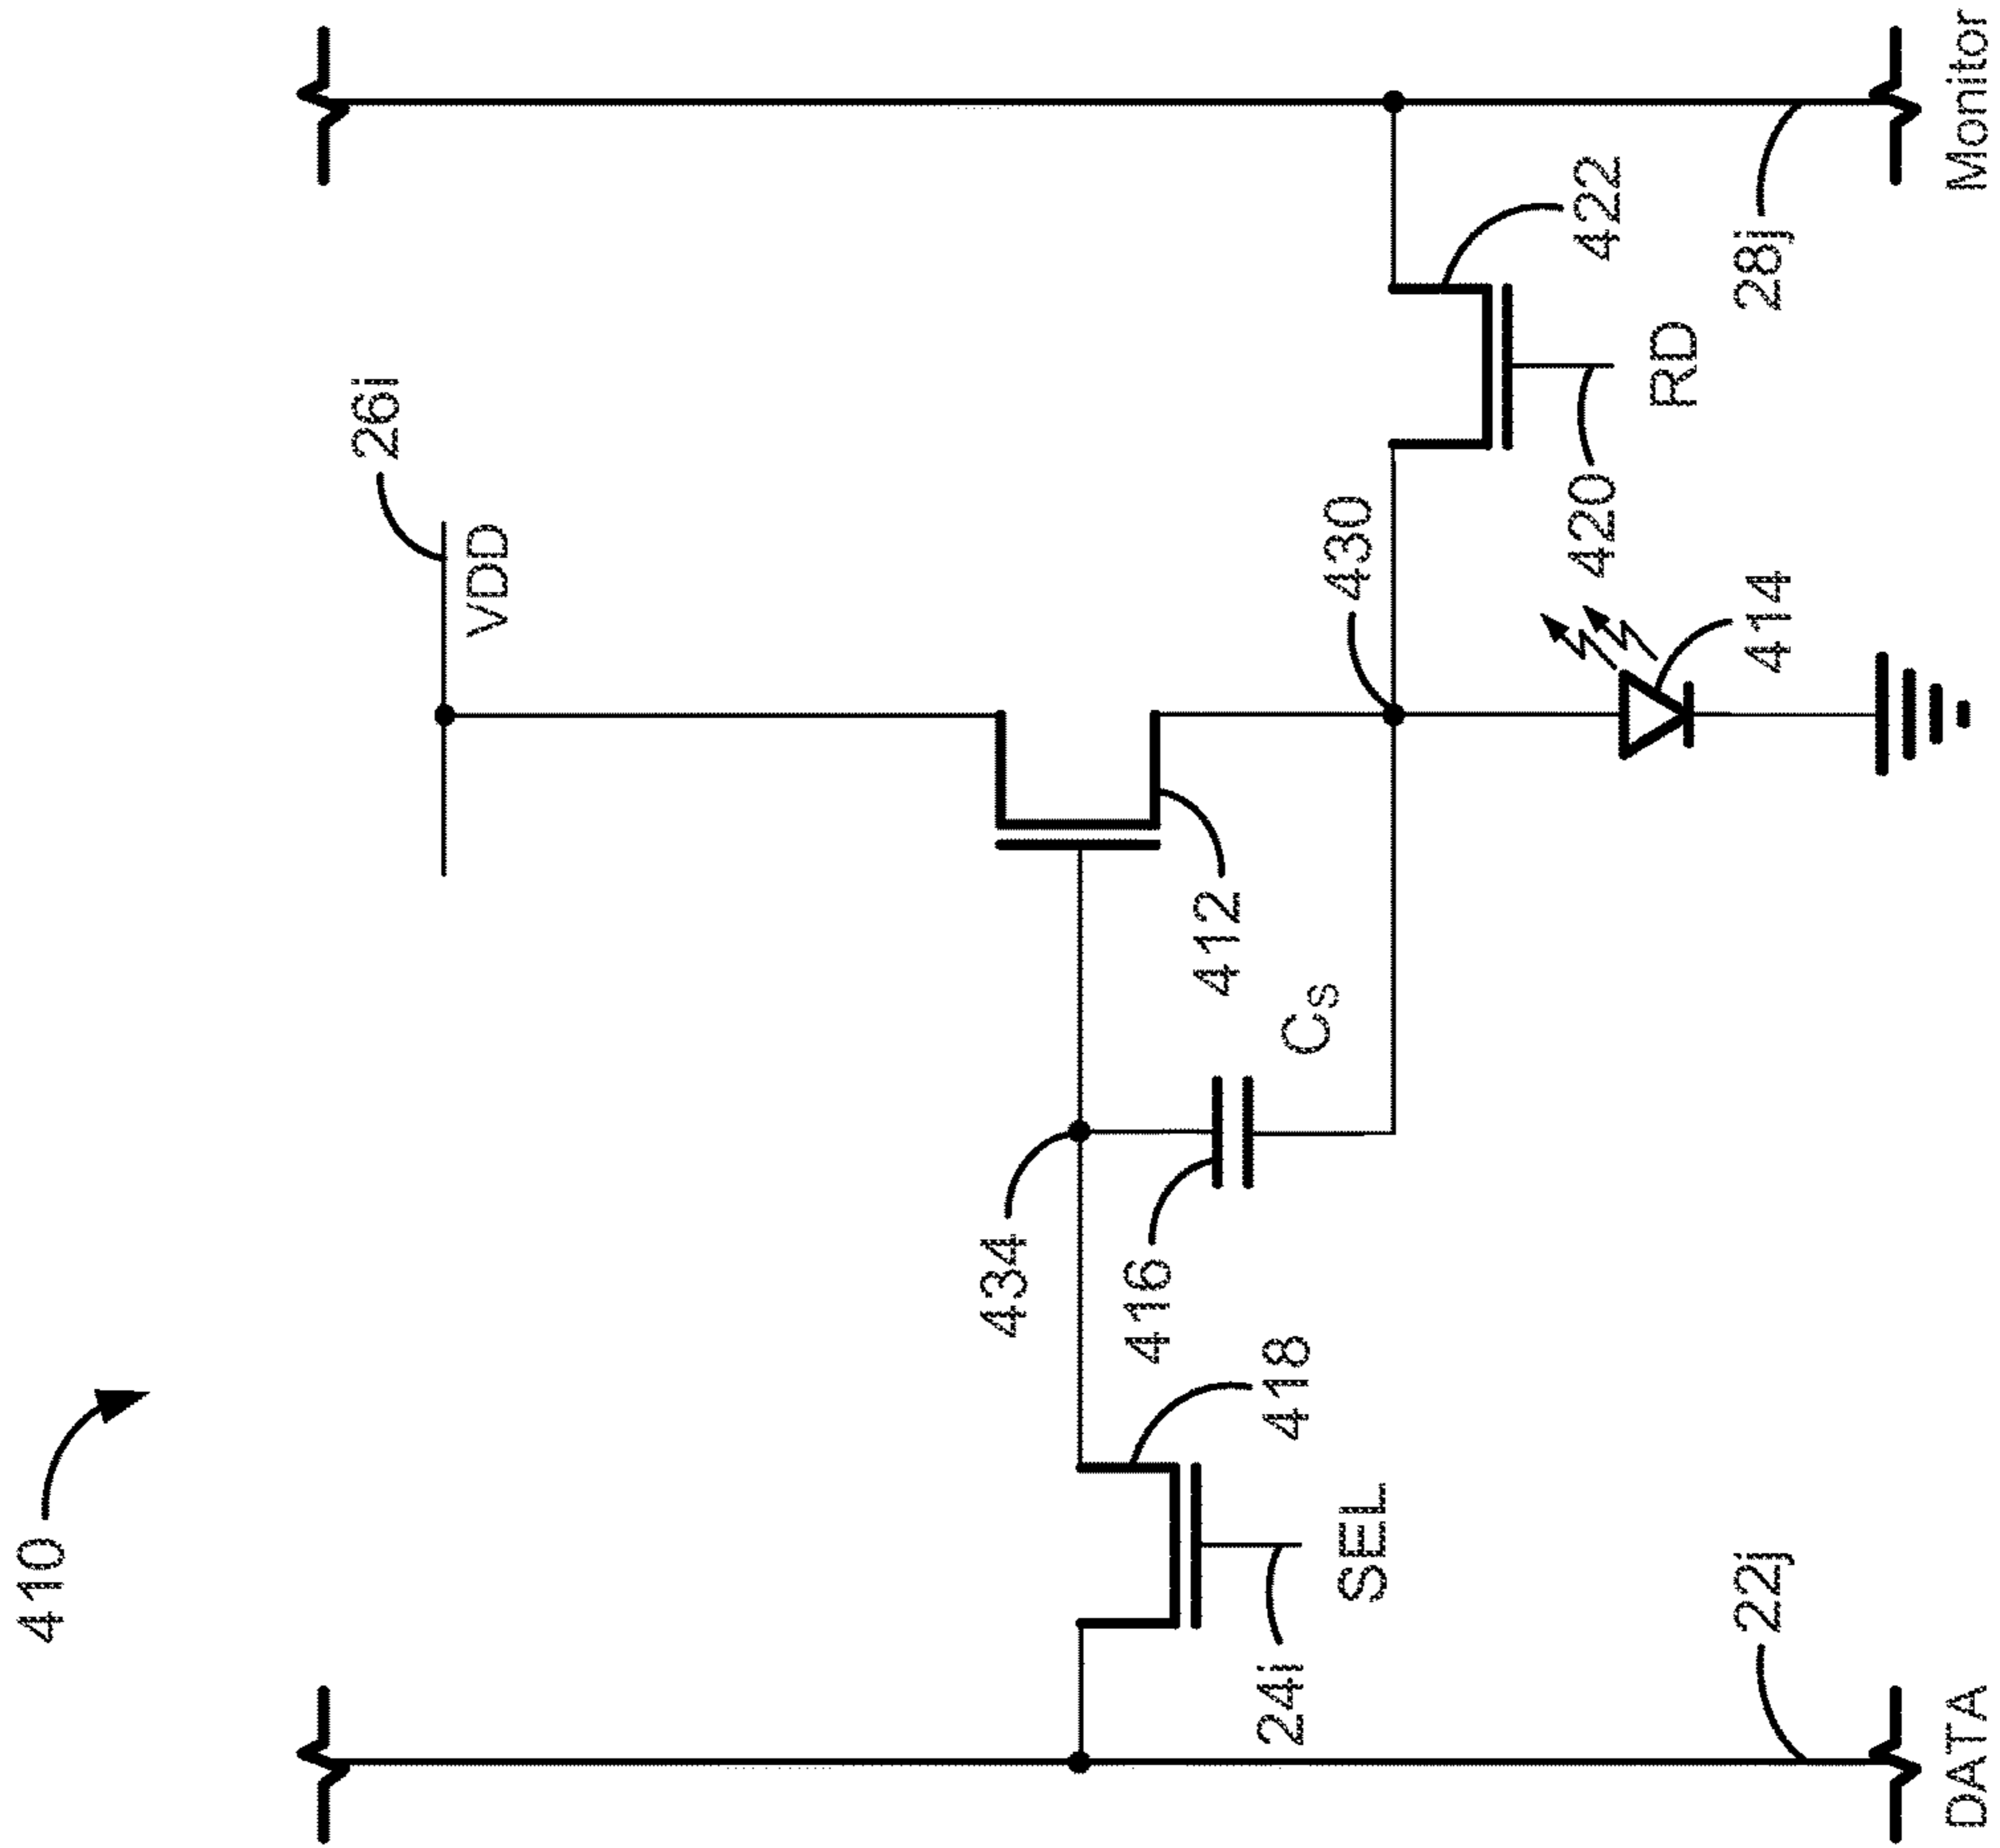 410
26i
VDD
434
416
Cs
412
430
418
SEL
24i
22j
DATA
414
420
RD
422
28j
Monitor